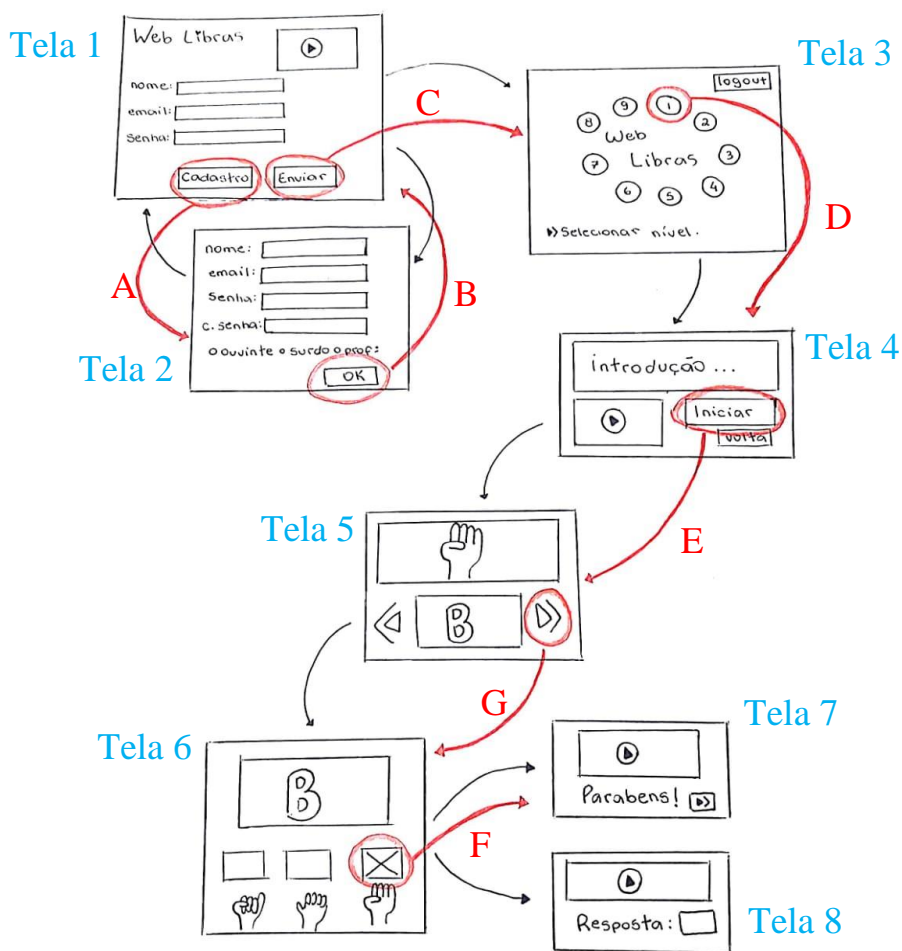 Tela 1
Web Libras
nome:
email:
Senha:
Cadastro
Enviar
A
B
C
Tela 2
nome:
email:
Senha:
C. senha:
o ouvinte o surdo o prof:
OK
Tela 3
logout
1
2
3
4
5
6
7
8
9
Web
Libras
Selecionar nível.
D
Tela 4
introdução ...
Iniciar
volta
E
Tela 5
B
G
Tela 6
B
F
Tela 7
Parabens!
Tela 8
Resposta: